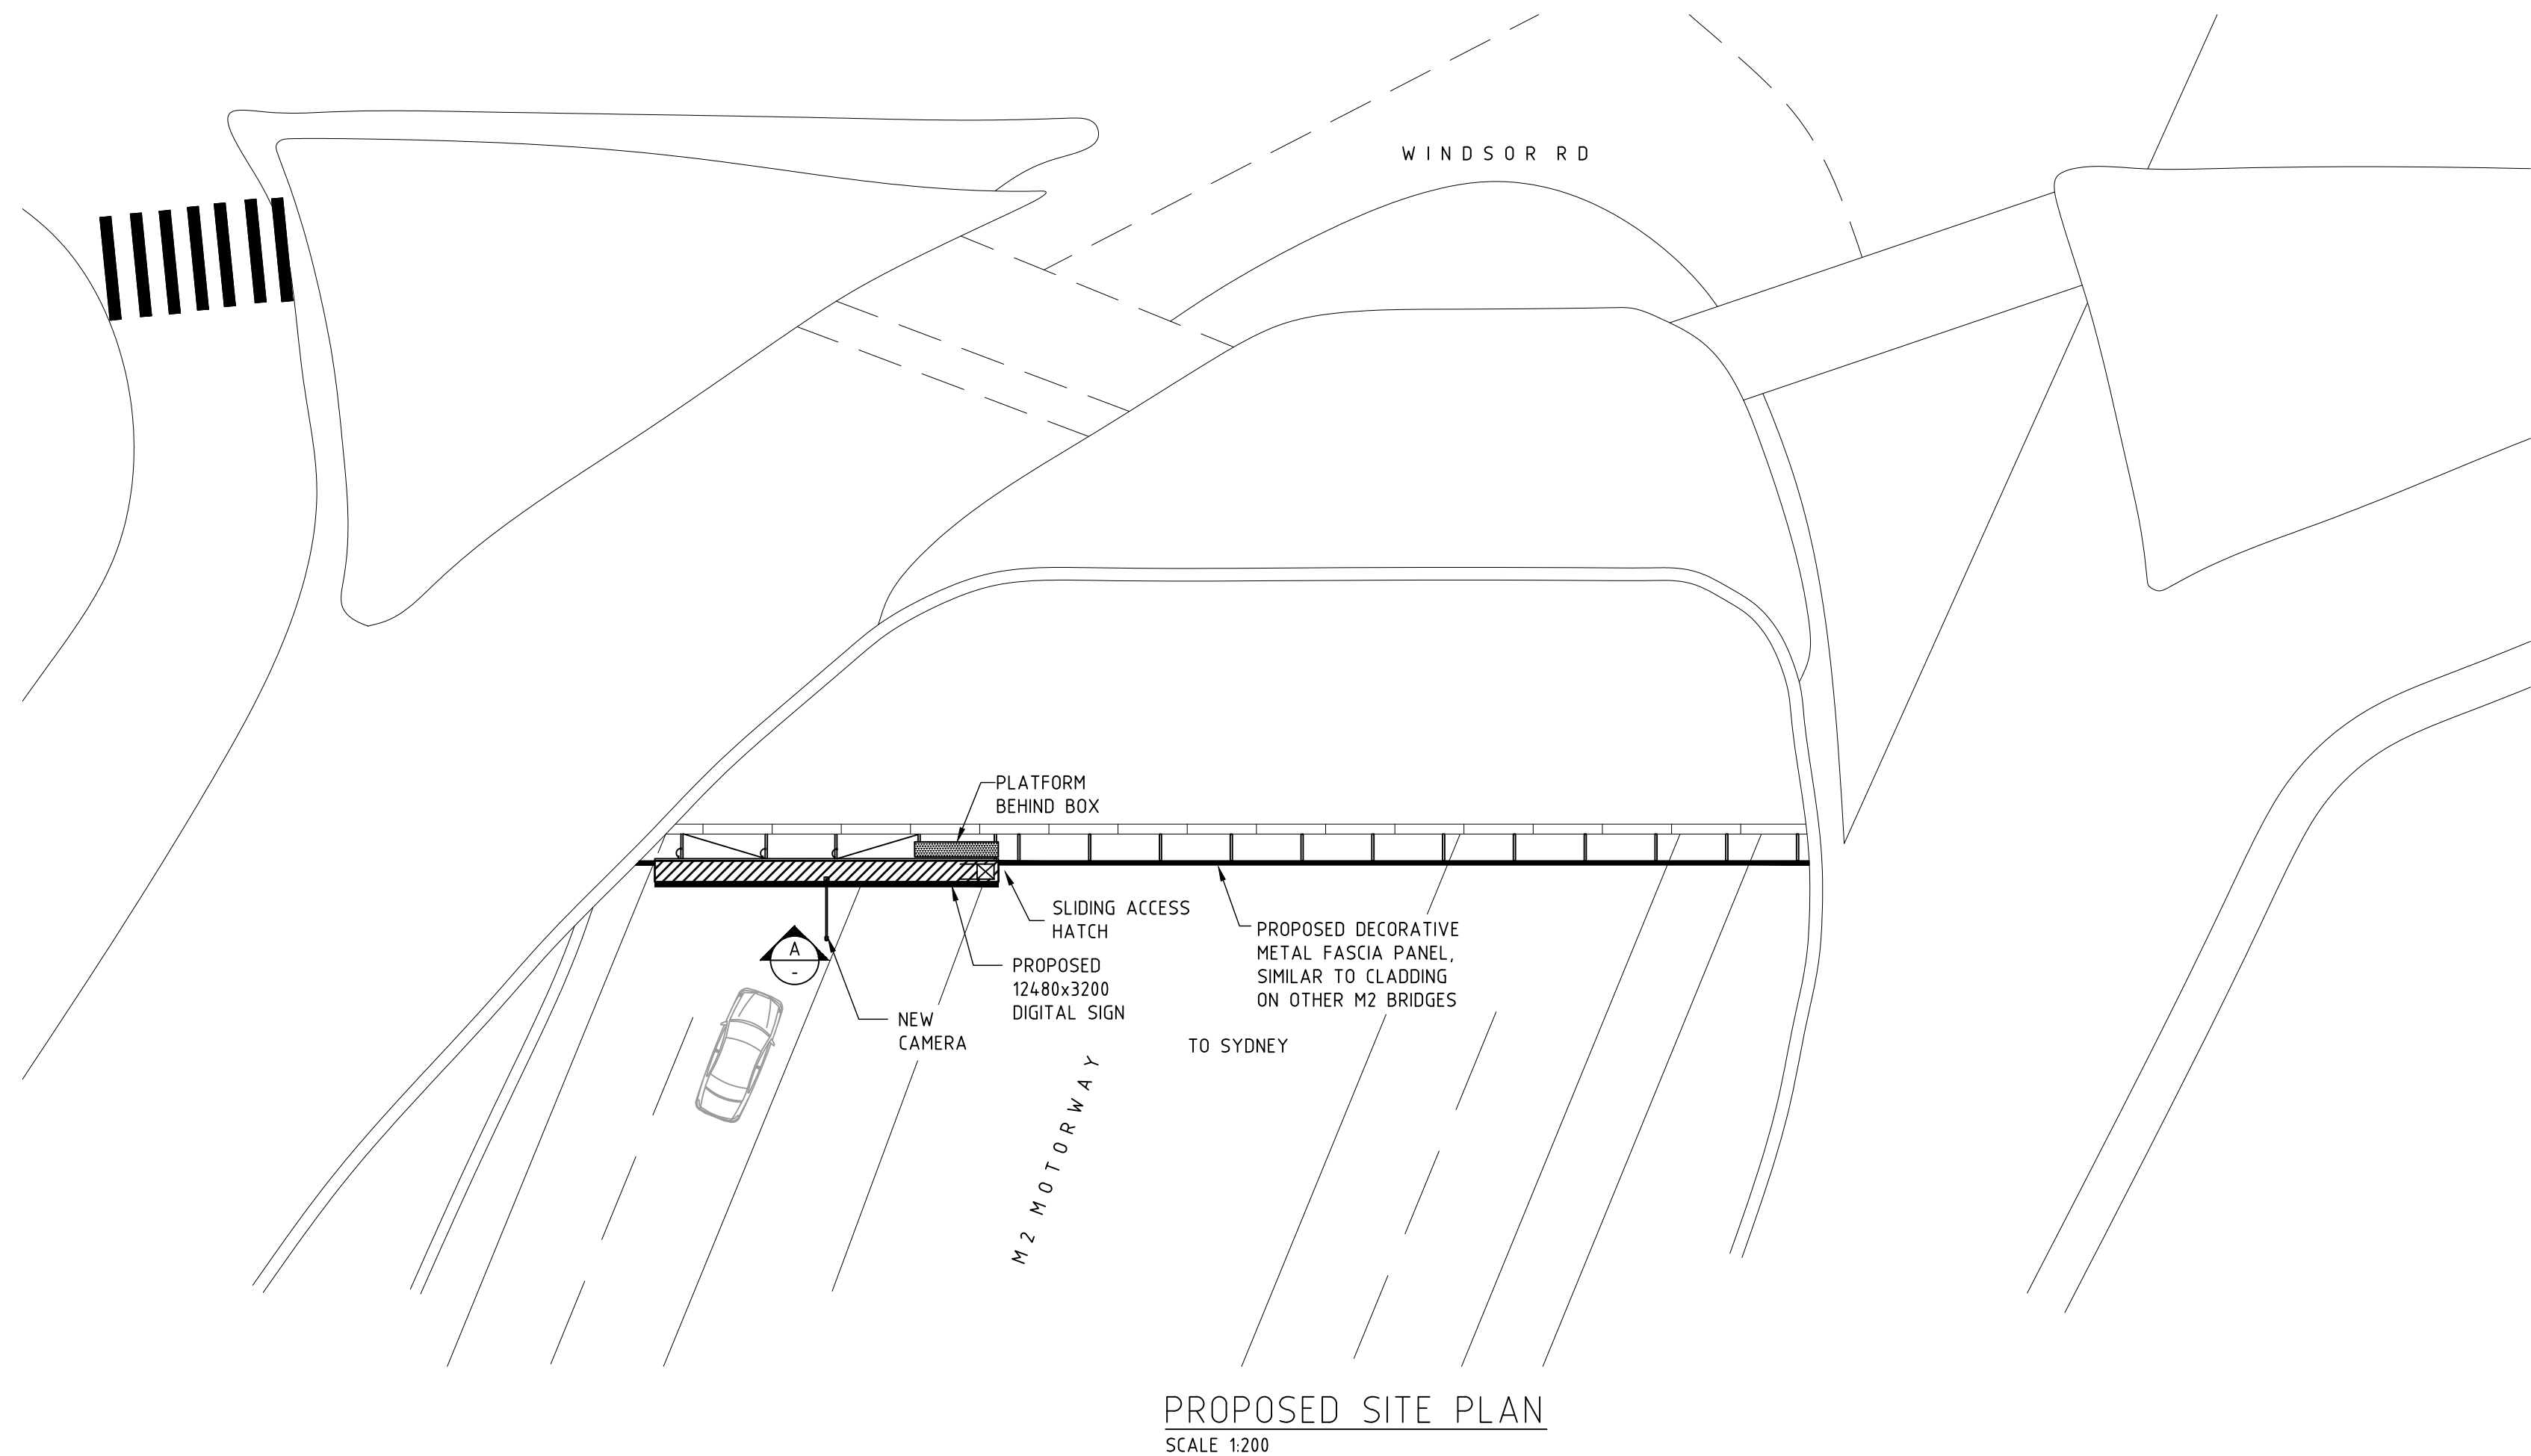 WINDSOR RD
PLATFORM
BEHIND BOX
SLIDING ACCESS
HATCH
PROPOSED DECORATIVE
METAL FASCIA PANEL,
SIMILAR TO CLADDING
ON OTHER M2 BRIDGES
A
-
PROPOSED
12480x3200
DIGITAL SIGN
NEW
CAMERA
TO SYDNEY
M2 MOTORWAY
PROPOSED SITE PLAN
SCALE 1:200